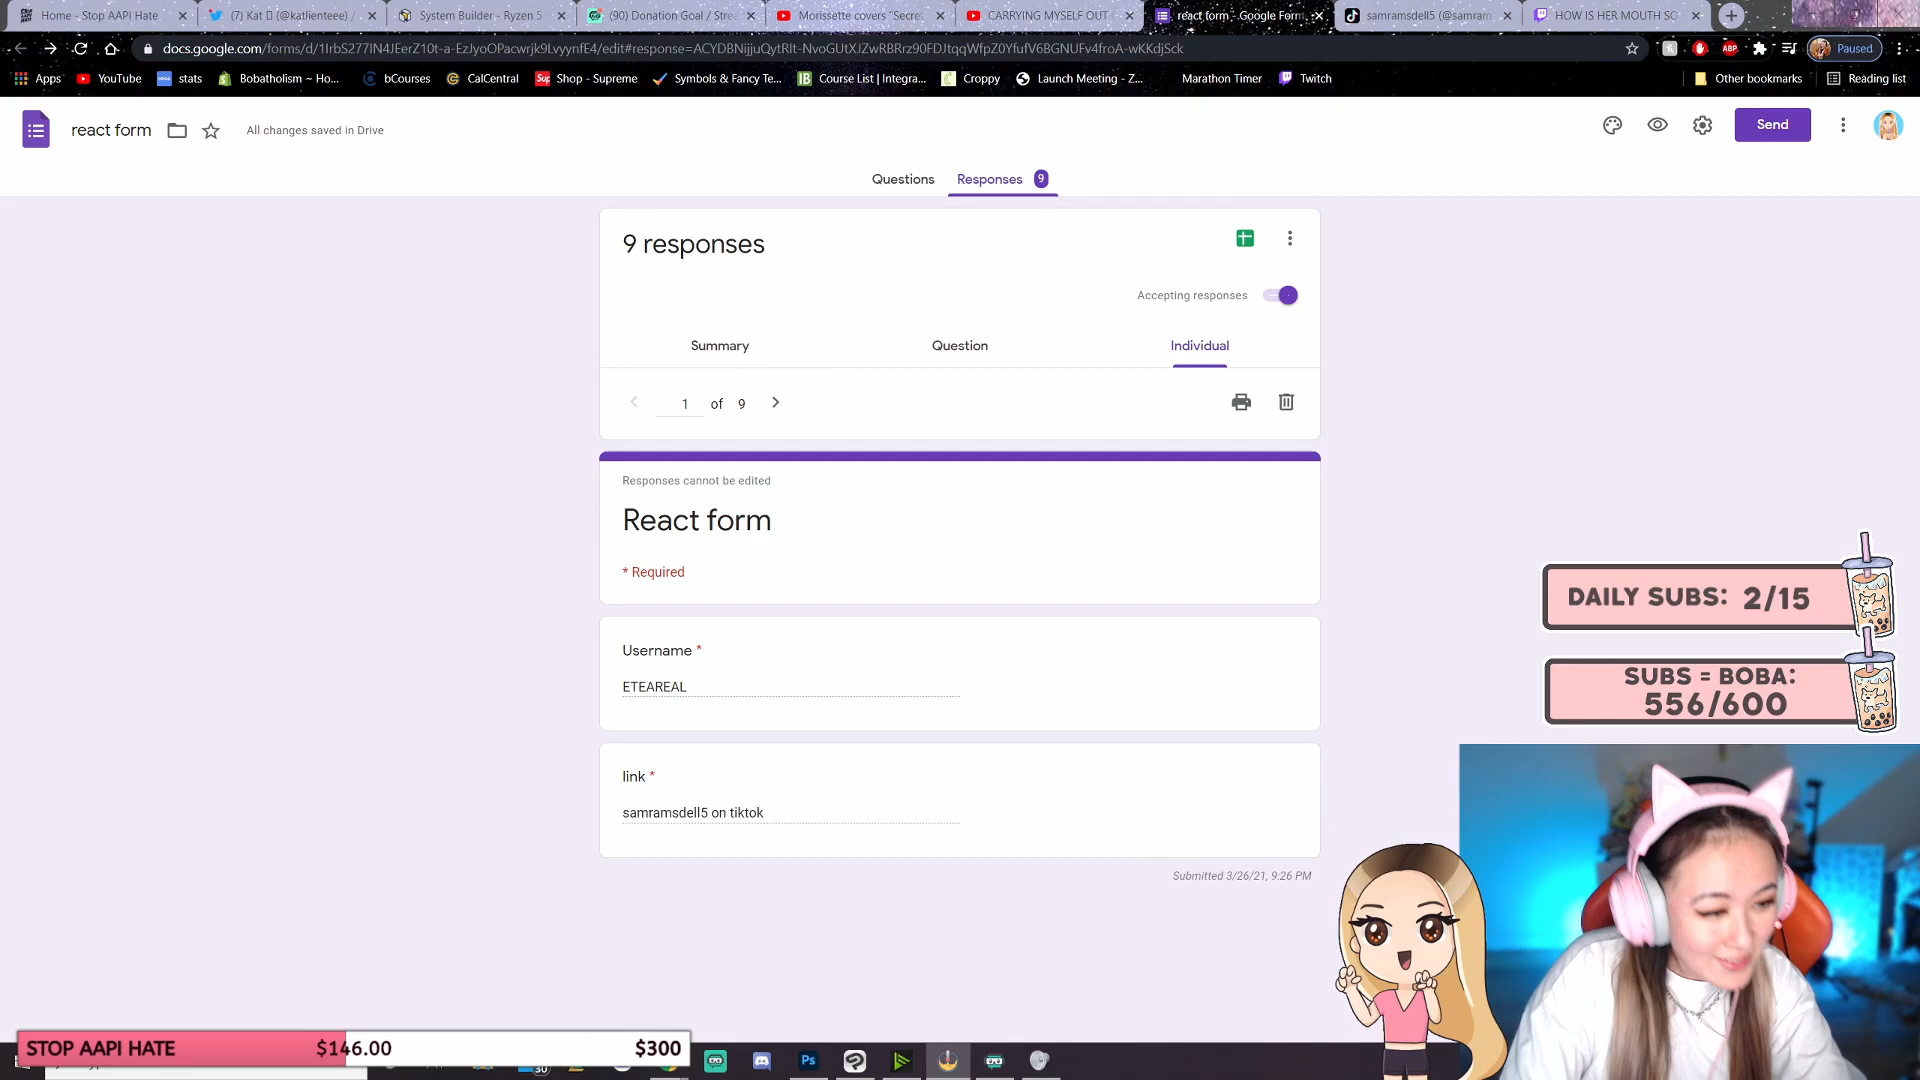 Home - Stop AAPI Hate
(7) Kat (@katlienteee) /
System Builder - Ryzen 5
(90) Donation Goal / Stre
Morissette covers "Secre
CARRYING MYSELF OUT
react form - Google Form
samramsdell5 (@samram
HOW IS HER MOUTH SO
docs.google.com/forms/d/1IrbS277IN4JEerZ10t-a-EzJyoOPacwrjk9LvyynfE4/edit#response=ACYDBNijjuQytRIt-NvoGUtXJZwRBRrz90FDJtqqWfpZ0YfufV6BGNUFv4froA-wKKdjSck
ABP
Paused
Apps
YouTube
stats
Bobatholism – Ho...
bCourses
CalCentral
Shop - Supreme
Symbols & Fancy Te...
Course List | Integra...
Croppy
Launch Meeting - Z...
Marathon Timer
Twitch
Other bookmarks
Reading list
react form
All changes saved in Drive
Send
Questions
Responses 9
9 responses
Accepting responses
Summary
Question
Individual
1 of 9
Responses cannot be edited
React form
* Required
Username *
ETEAREAL
link *
samramsdell5 on tiktok
Submitted 3/26/21, 9:26 PM
DAILY SUBS: 2/15
SUBS = BOBA:
556/600
STOP AAPI HATE $146.00 $300
30
Ps